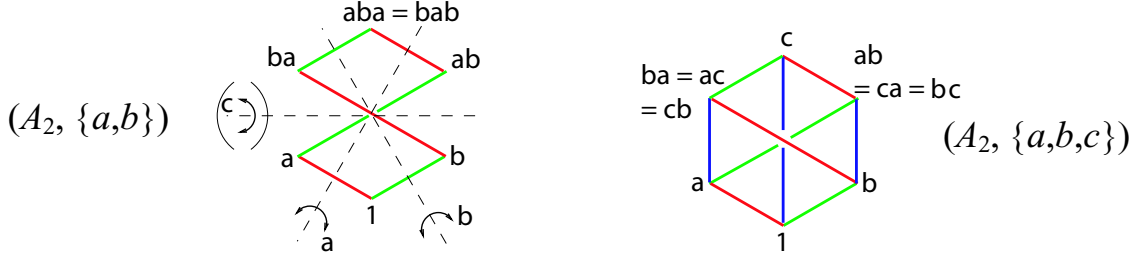 aba = bab
ba
ab
c
(A₂, {a,b})
a
b
1
a
b
c
ba = ac
= cb
ab
= ca = bc
(A₂, {a,b,c})
a
b
1